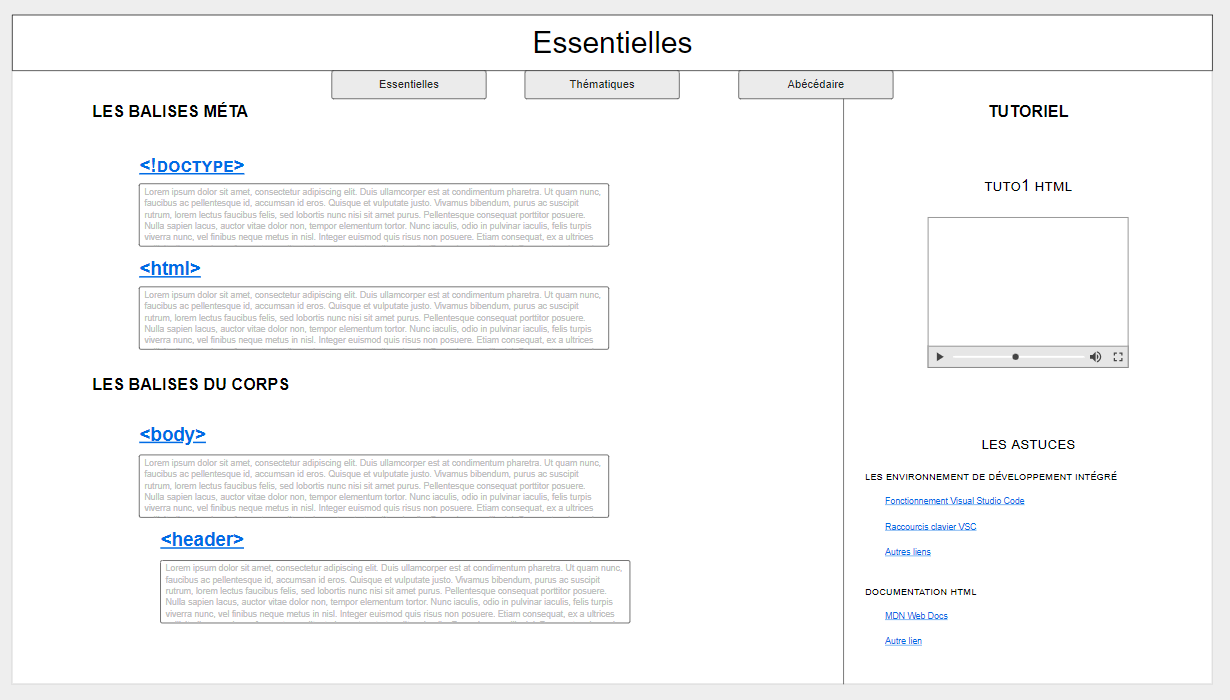 Essentielles
Essentielles
Thématiques
Abécédaire
LES BALISES MÉTA
<!DOCTYPE>
Lorem ipsum dolor sit amet, consectetur adipiscing elit. Duis ullamcorper est at condimentum pharetra. Ut quam nunc,
faucibus ac pellentesque id, accumsan id eros. Quisque et vulputate justo. Vivamus bibendum, purus ac suscipit
rutrum, lorem lectus faucibus felis, sed lobortis nunc nisi sit amet purus. Pellentesque consequat porttitor posuere.
Nulla sapien lacus, auctor vitae dolor non, tempor elementum tortor. Nunc iaculis, odio in pulvinar iaculis, felis turpis
viverra nunc, vel finibus neque metus in nisl. Integer euismod quis risus non posuere. Etiam consequat, ex a ultrices
<html>
Lorem ipsum dolor sit amet, consectetur adipiscing elit. Duis ullamcorper est at condimentum pharetra. Ut quam nunc,
faucibus ac pellentesque id, accumsan id eros. Quisque et vulputate justo. Vivamus bibendum, purus ac suscipit
rutrum, lorem lectus faucibus felis, sed lobortis nunc nisi sit amet purus. Pellentesque consequat porttitor posuere.
Nulla sapien lacus, auctor vitae dolor non, tempor elementum tortor. Nunc iaculis, odio in pulvinar iaculis, felis turpis
viverra nunc, vel finibus neque metus in nisl. Integer euismod quis risus non posuere. Etiam consequat, ex a ultrices
LES BALISES DU CORPS
<body>
Lorem ipsum dolor sit amet, consectetur adipiscing elit. Duis ullamcorper est at condimentum pharetra. Ut quam nunc,
faucibus ac pellentesque id, accumsan id eros. Quisque et vulputate justo. Vivamus bibendum, purus ac suscipit
rutrum, lorem lectus faucibus felis, sed lobortis nunc nisi sit amet purus. Pellentesque consequat porttitor posuere.
Nulla sapien lacus, auctor vitae dolor non, tempor elementum tortor. Nunc iaculis, odio in pulvinar iaculis, felis turpis
viverra nunc, vel finibus neque metus in nisl. Integer euismod quis risus non posuere. Etiam consequat, ex a ultrices
<header>
Lorem ipsum dolor sit amet, consectetur adipiscing elit. Duis ullamcorper est at condimentum pharetra. Ut quam nunc,
faucibus ac pellentesque id, accumsan id eros. Quisque et vulputate justo. Vivamus bibendum, purus ac suscipit
rutrum, lorem lectus faucibus felis, sed lobortis nunc nisi sit amet purus. Pellentesque consequat porttitor posuere.
Nulla sapien lacus, auctor vitae dolor non, tempor elementum tortor. Nunc iaculis, odio in pulvinar iaculis, felis turpis
viverra nunc, vel finibus neque metus in nisl. Integer euismod quis risus non posuere. Etiam consequat, ex a ultrices
TUTORIEL
TUTO1 HTML
LES ASTUCES
LES ENVIRONNEMENT DE DÉVELOPPEMENT INTÉGRÉ
Fonctionnement Visual Studio Code
Raccourcis clavier VSC
Autres liens
DOCUMENTATION HTML
MDN Web Docs
Autre lien